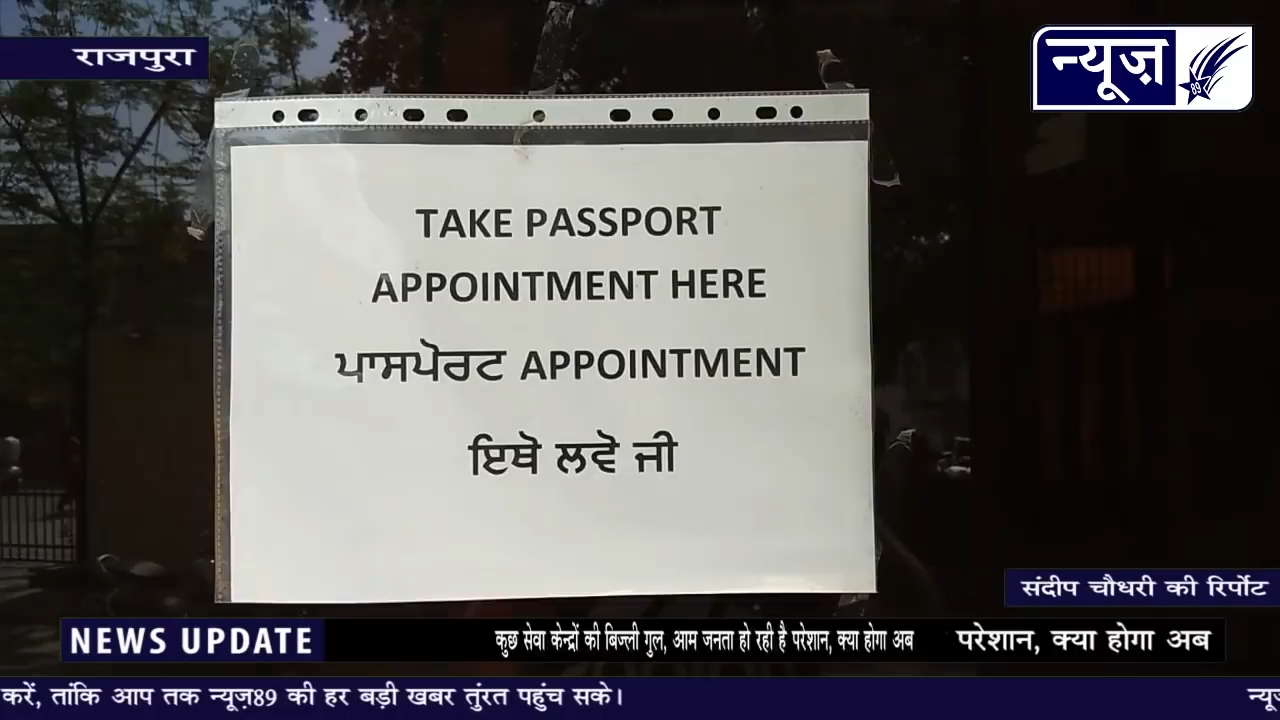 राजपुरा
न्यूज़
89
TAKE PASSPORT
APPOINTMENT HERE
ਪਾਸਪੋਰਟ APPOINTMENT
ਇਥੋ ਲਵੋ ਜੀ
संदीप चौधरी की रिर्पोट
NEWS UPDATE
कुछ सेवा केन्द्रों की बिज्ली गुल, आम जनता हो रही है परेशान, क्या होगा अब परेशान, क्या होगा अब
करें, तांकि आप तक न्यूज़89 की हर बड़ी खबर तुंरत पहुंच सके।